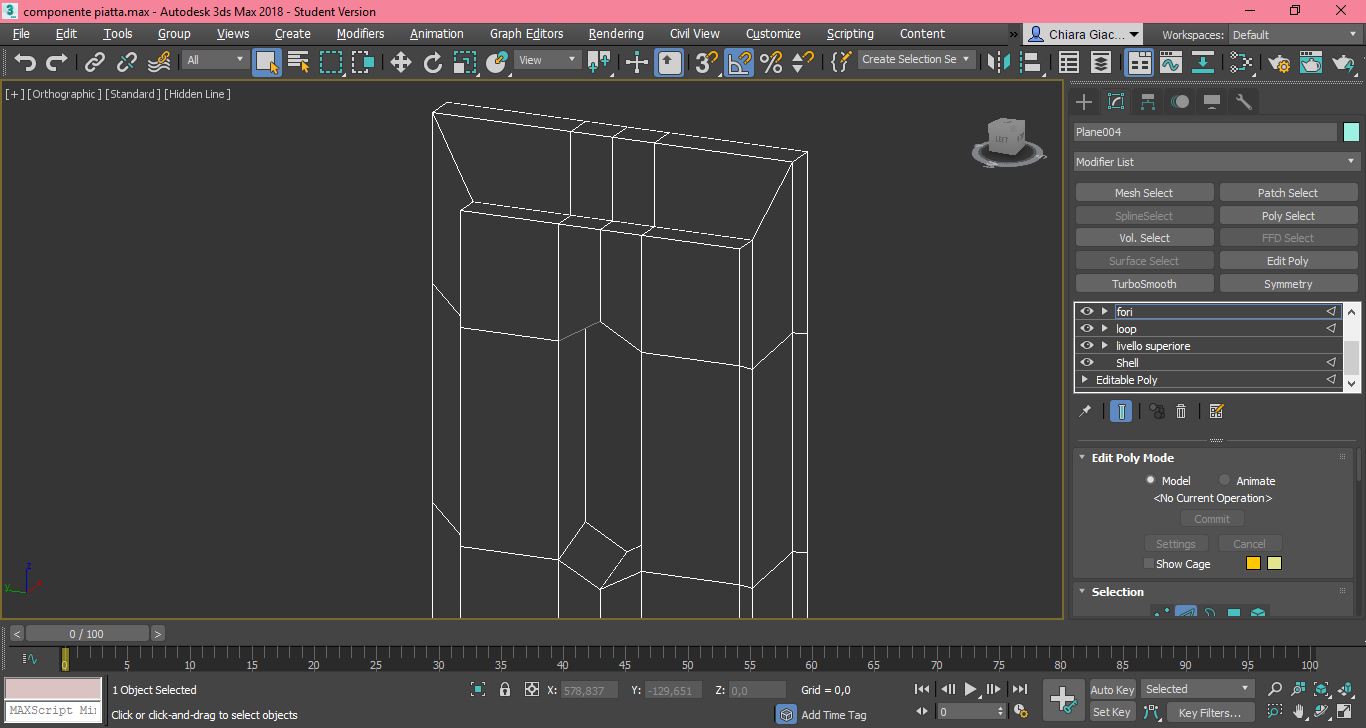 componente piatta.max - Autodesk 3ds Max 2018 - Student Version
File Edit Tools Group Views Create Modifiers Animation Graph Editors Rendering Civil View Customize Scripting Content » Chiara Giac... Workspaces: Default
All View Create Selection Se
[+] [Orthographic] [Standard] [Hidden Line]
LEFT
Plane004
Modifier List
Mesh Select Patch Select
SplineSelect Poly Select
Vol. Select FFD Select
Surface Select Edit Poly
TurboSmooth Symmetry
fori
loop
livello superiore
Shell
Editable Poly
Edit Poly Mode
Model Animate
<No Current Operation>
Commit
Settings Cancel
Show Cage
Selection
z
y
< 0 / 100 >
0 5 10 15 20 25 30 35 40 45 50 55 60 65 70 75 80 85 90 95 100
1 Object Selected X: 578,837 Y: -129,651 Z: 0,0 Grid = 0,0 Auto Key Selected
MAXScript Mi Click or click-and-drag to select objects Add Time Tag 0 Set Key Key Filters...